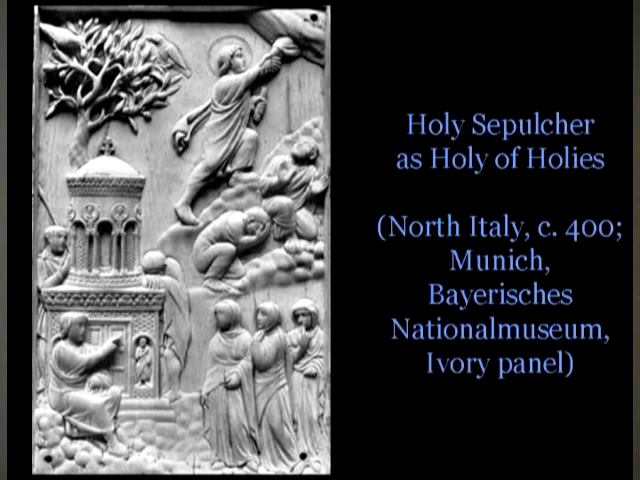 Holy Sepulcher
as Holy of Holies
(North Italy, c. 400;
Munich,
Bayerisches
Nationalmuseum,
Ivory panel)